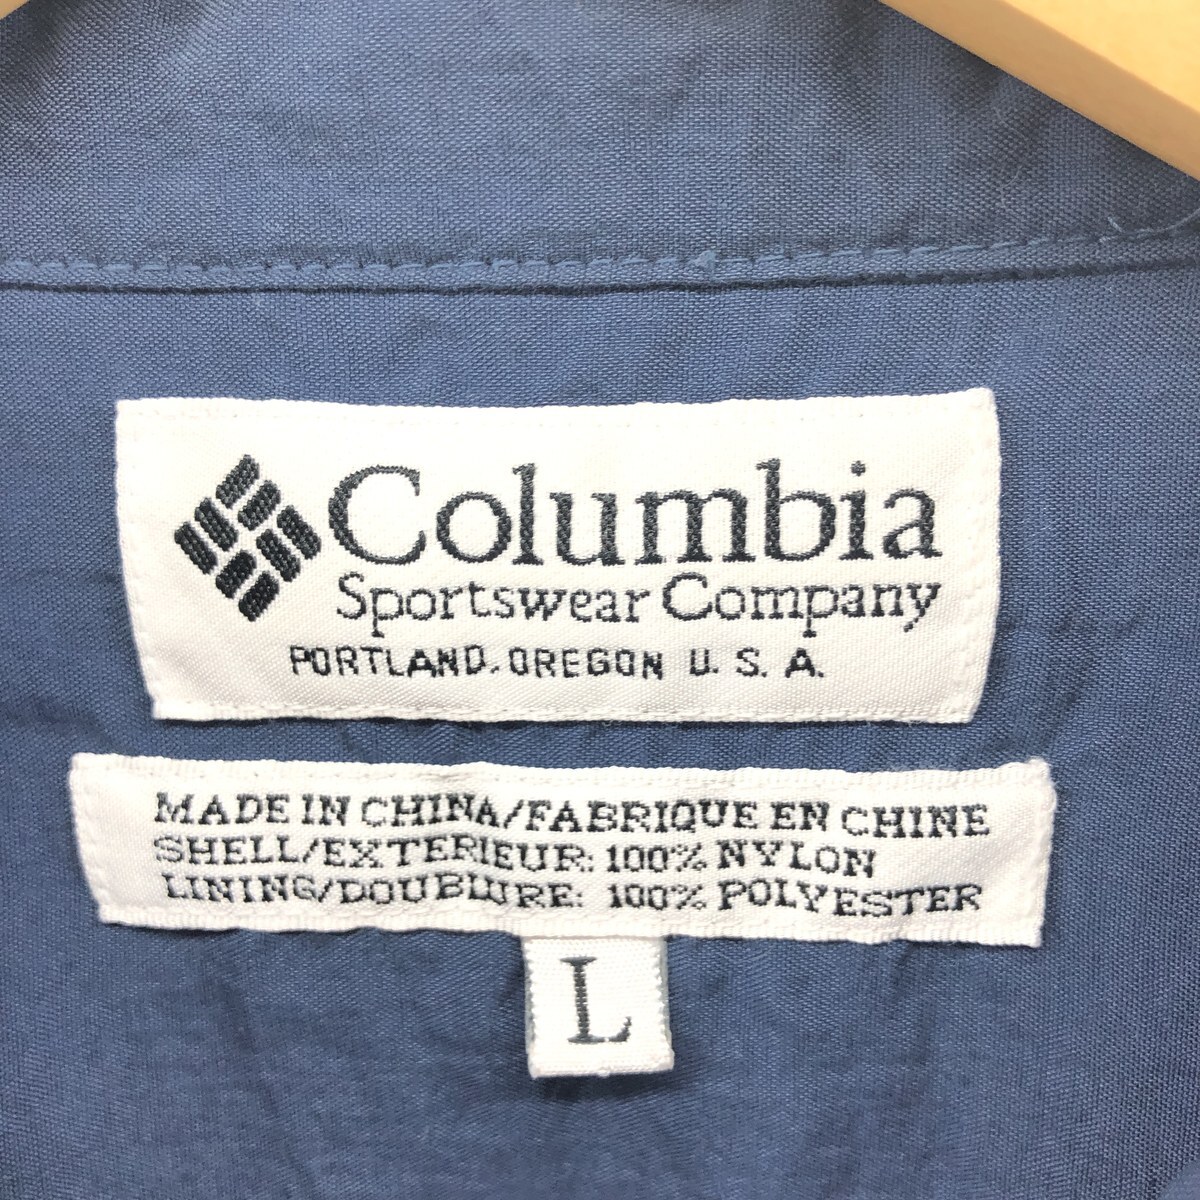 Columbia
Sportswear Company
PORTLAND, OREGON U. S. A.
MADE IN CHINA/FABRIQUE EN CHINE
SHELL/EXTERIEUR: 100% NYLON
LINING/DOUBLURE: 100% POLYESTER
L